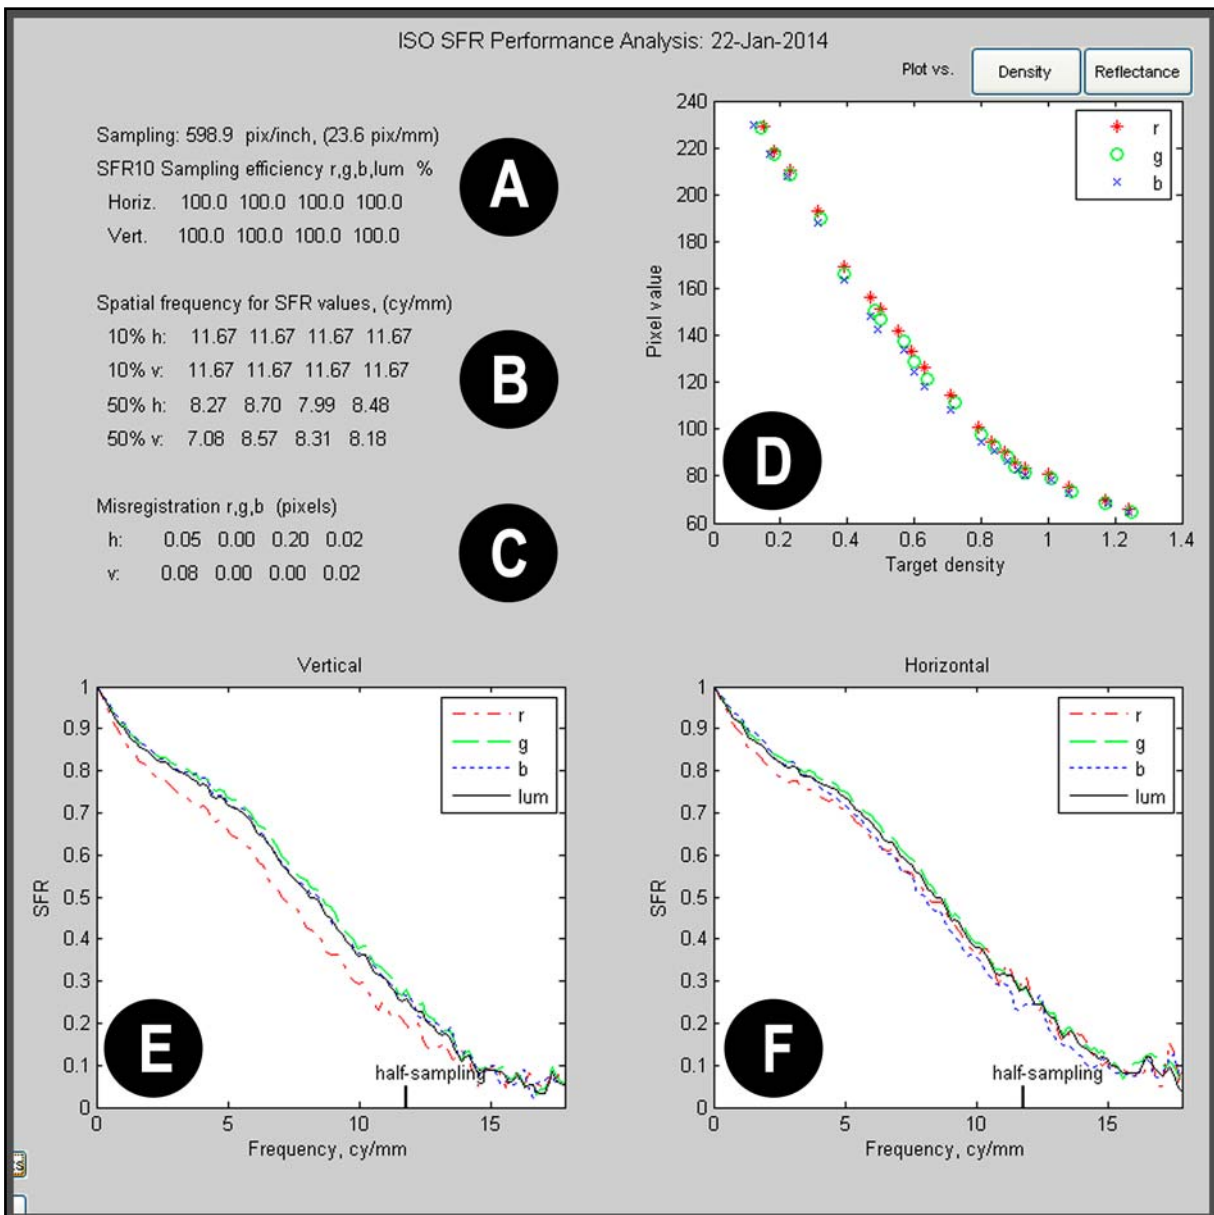 ISO SFR Performance Analysis: 22-Jan-2014
Plot vs. Density Reflectance
Sampling: 598.9 pix/inch, (23.6 pix/mm)
SFR10 Sampling efficiency r,g,b,lum %
Horiz. 100.0 100.0 100.0 100.0
Vert. 100.0 100.0 100.0 100.0
A
Spatial frequency for SFR values, (cy/mm)
10% h: 11.67 11.67 11.67 11.67
10% v: 11.67 11.67 11.67 11.67
50% h: 8.27 8.70 7.99 8.48
50% v: 7.08 8.57 8.31 8.18
B
Misregistration r,g,b (pixels)
h: 0.05 0.00 0.20 0.02
v: 0.08 0.00 0.00 0.02
C
240
220
200
180
160
140
120
100
80
60
Pixel value
r
g
b
D
0 0.2 0.4 0.6 0.8 1 1.2 1.4
Target density
Vertical
1
0.9
0.8
0.7
0.6
0.5
0.4
0.3
0.2
0.1
0
SFR
r
g
b
lum
E
half-sampling
0 5 10 15
Frequency, cy/mm
Horizontal
1
0.9
0.8
0.7
0.6
0.5
0.4
0.3
0.2
0.1
0
SFR
r
g
b
lum
F
half-sampling
0 5 10 15
Frequency, cy/mm